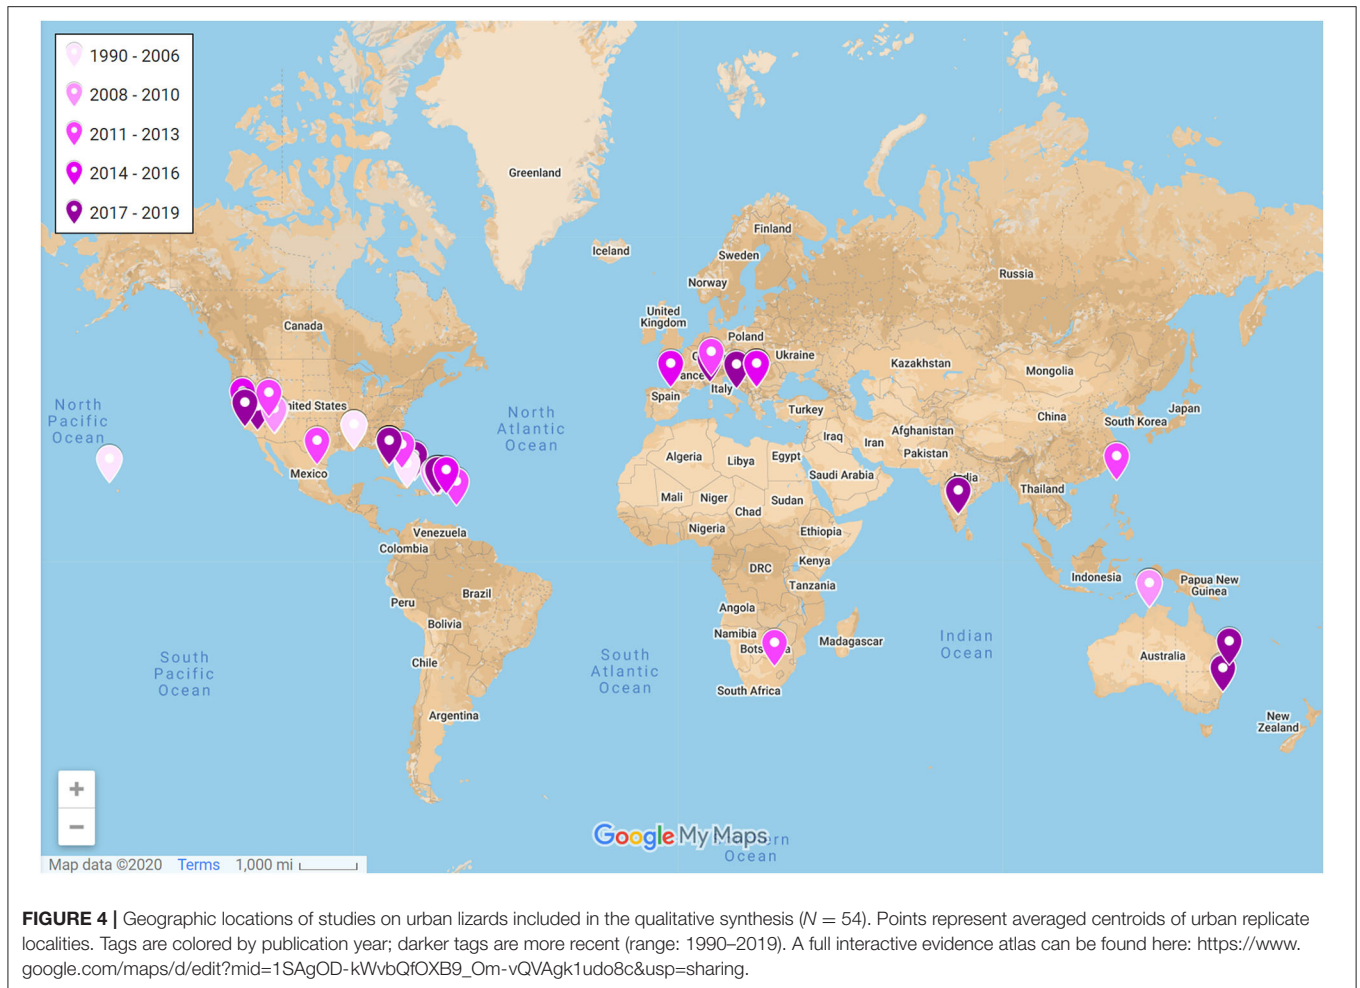 1990 - 2006
2008 - 2010
2011 - 2013
2014 - 2016
2017 - 2019
Greenland
Iceland
Finland
Sweden
Norway
Russia
United
Kingdom
Poland
Ukraine
Canada
Kazakhstan
Mongolia
Italy
Spain
Turkey
North
Pacific
Ocean
North
Atlantic
Ocean
China
Japan
South Korea
Afghanistan
Iraq
Iran
Pakistan
Algeria
Libya
Egypt
Saudi Arabia
Mexico
Mali
Niger
Sudan
Chad
Thailand
Nigeria
Ethiopia
Venezuela
Colombia
DRC
Kenya
Tanzania
Indonesia
Papua New
Guinea
Peru
Brazil
Angola
Bolivia
Namibia
Madagascar
Indian
Ocean
Australia
South
Pacific
Ocean
South
Atlantic
Ocean
Chile
South Africa
Argentina
New
Zealand
+
−
Google My Maps
Ocean
Map data ©2020 Terms 1,000 mi
FIGURE 4 | Geographic locations of studies on urban lizards included in the qualitative synthesis (N = 54). Points represent averaged centroids of urban replicate
localities. Tags are colored by publication year; darker tags are more recent (range: 1990–2019). A full interactive evidence atlas can be found here: https://www.
google.com/maps/d/edit?mid=1SAgOD-kWvbQfOXB9_Om-vQVAgk1udo8c&usp=sharing.